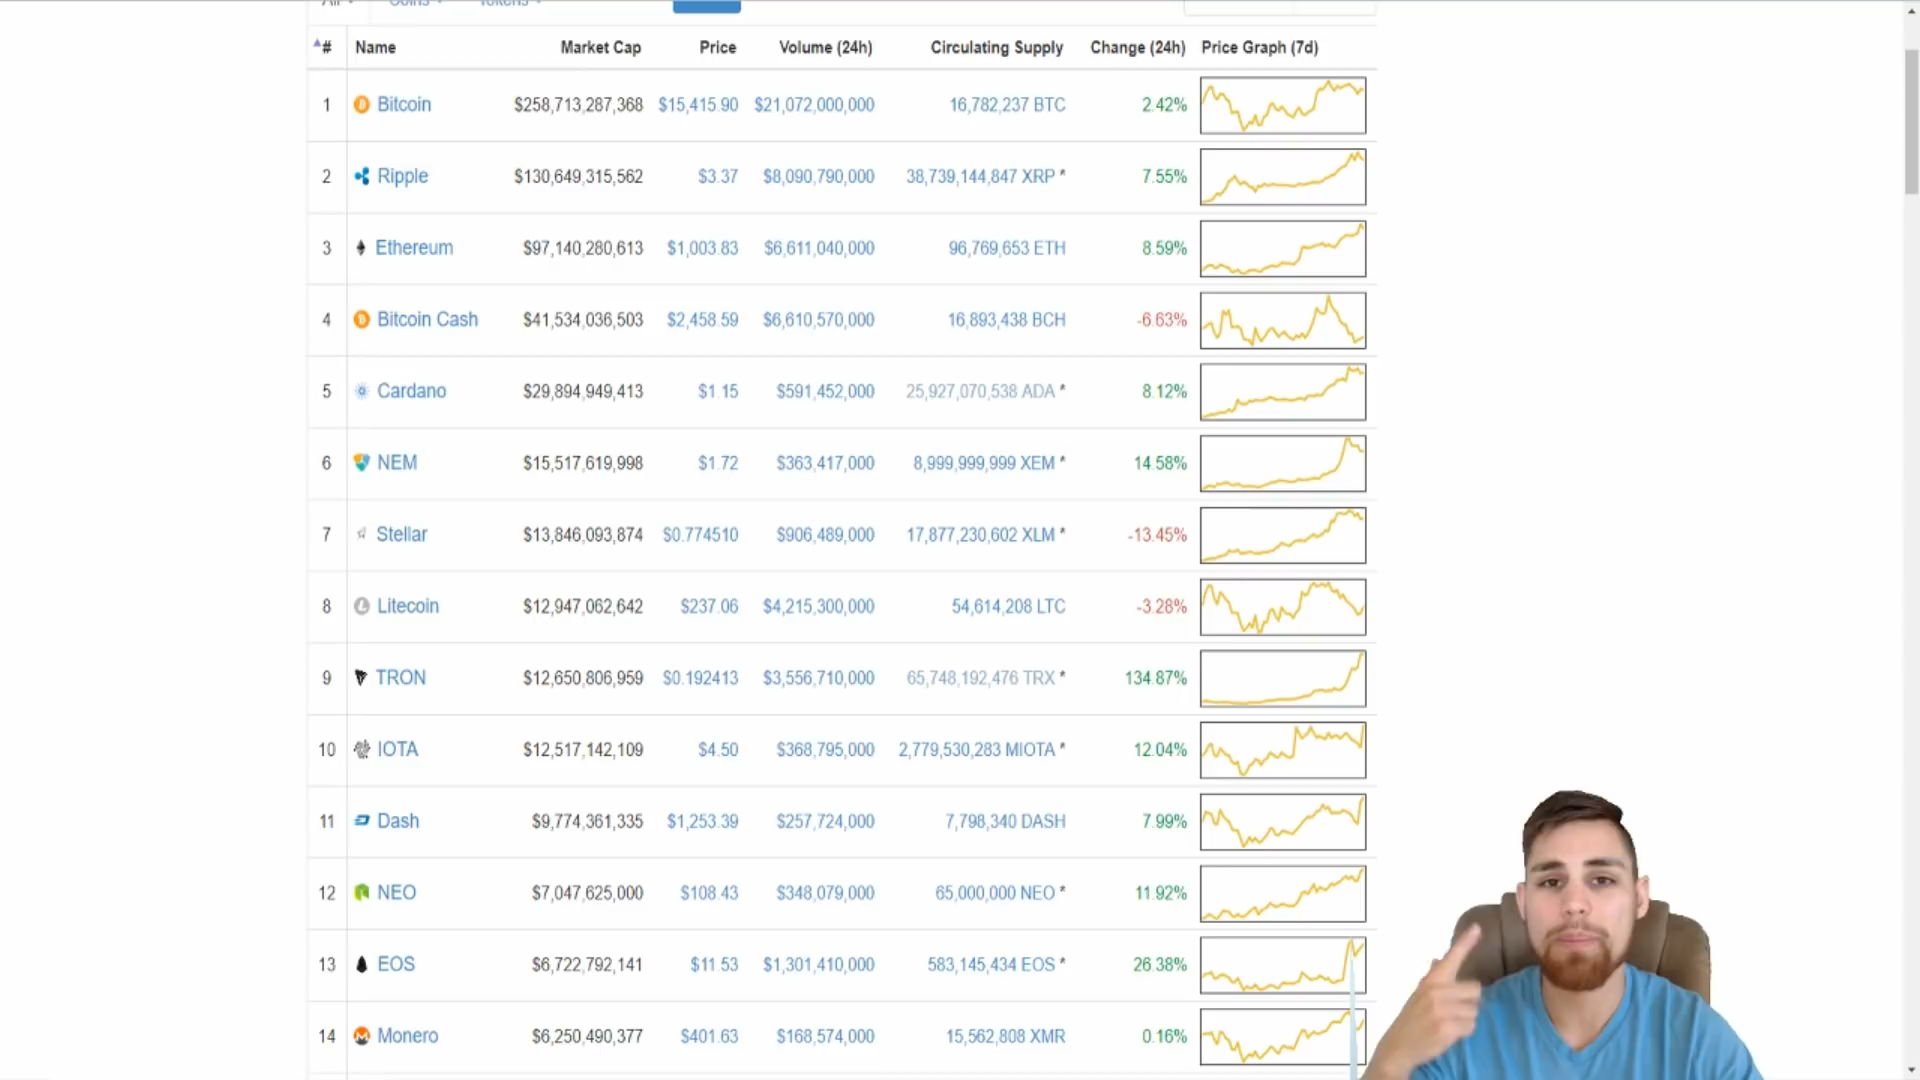 All Coins Tokens
# Name Market Cap Price Volume (24h) Circulating Supply Change (24h) Price Graph (7d)
1 Bitcoin $258,713,287,368 $15,415.90 $21,072,000,000 16,782,237 BTC 2.42%
2 Ripple $130,649,315,562 $3.37 $8,090,790,000 38,739,144,847 XRP * 7.55%
3 Ethereum $97,140,280,613 $1,003.83 $6,611,040,000 96,769,653 ETH 8.59%
4 Bitcoin Cash $41,534,036,503 $2,458.59 $6,610,570,000 16,893,438 BCH -6.63%
5 Cardano $29,894,949,413 $1.15 $591,452,000 25,927,070,538 ADA * 8.12%
6 NEM $15,517,619,998 $1.72 $363,417,000 8,999,999,999 XEM * 14.58%
7 Stellar $13,846,093,874 $0.774510 $906,489,000 17,877,230,602 XLM * -13.45%
8 Litecoin $12,947,062,642 $237.06 $4,215,300,000 54,614,208 LTC -3.28%
9 TRON $12,650,806,959 $0.192413 $3,556,710,000 65,748,192,476 TRX * 134.87%
10 IOTA $12,517,142,109 $4.50 $368,795,000 2,779,530,283 MIOTA * 12.04%
11 Dash $9,774,361,335 $1,253.39 $257,724,000 7,798,340 DASH 7.99%
12 NEO $7,047,625,000 $108.43 $348,079,000 65,000,000 NEO * 11.92%
13 EOS $6,722,792,141 $11.53 $1,301,410,000 583,145,434 EOS * 26.38%
14 Monero $6,250,490,377 $401.63 $168,574,000 15,562,808 XMR 0.16%